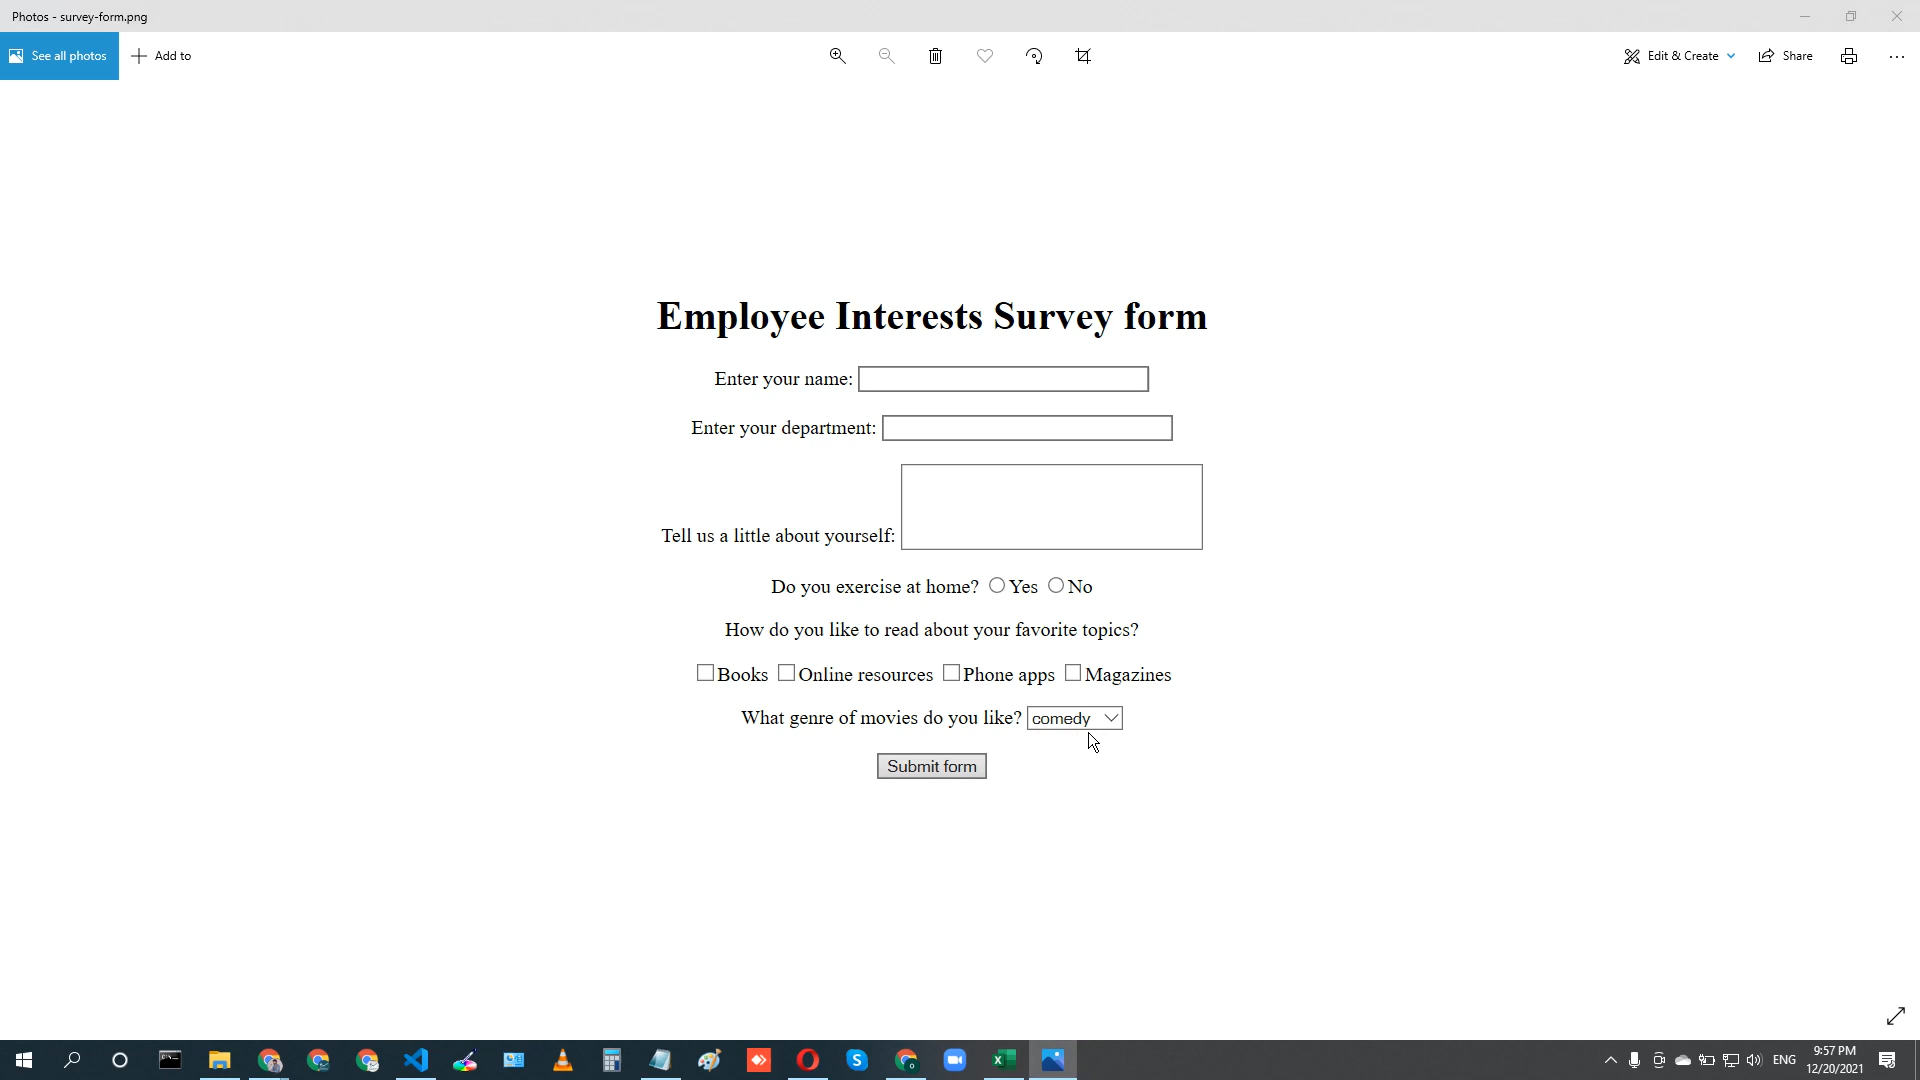 Photos - survey-form.png
See all photos
Add to
Edit & Create
Share
Employee Interests Survey form
Enter your name:
Enter your department:
Tell us a little about yourself:
Do you exercise at home? Yes No
How do you like to read about your favorite topics?
Books Online resources Phone apps Magazines
What genre of movies do you like? comedy
Submit form
ENG
9:57 PM
12/20/2021